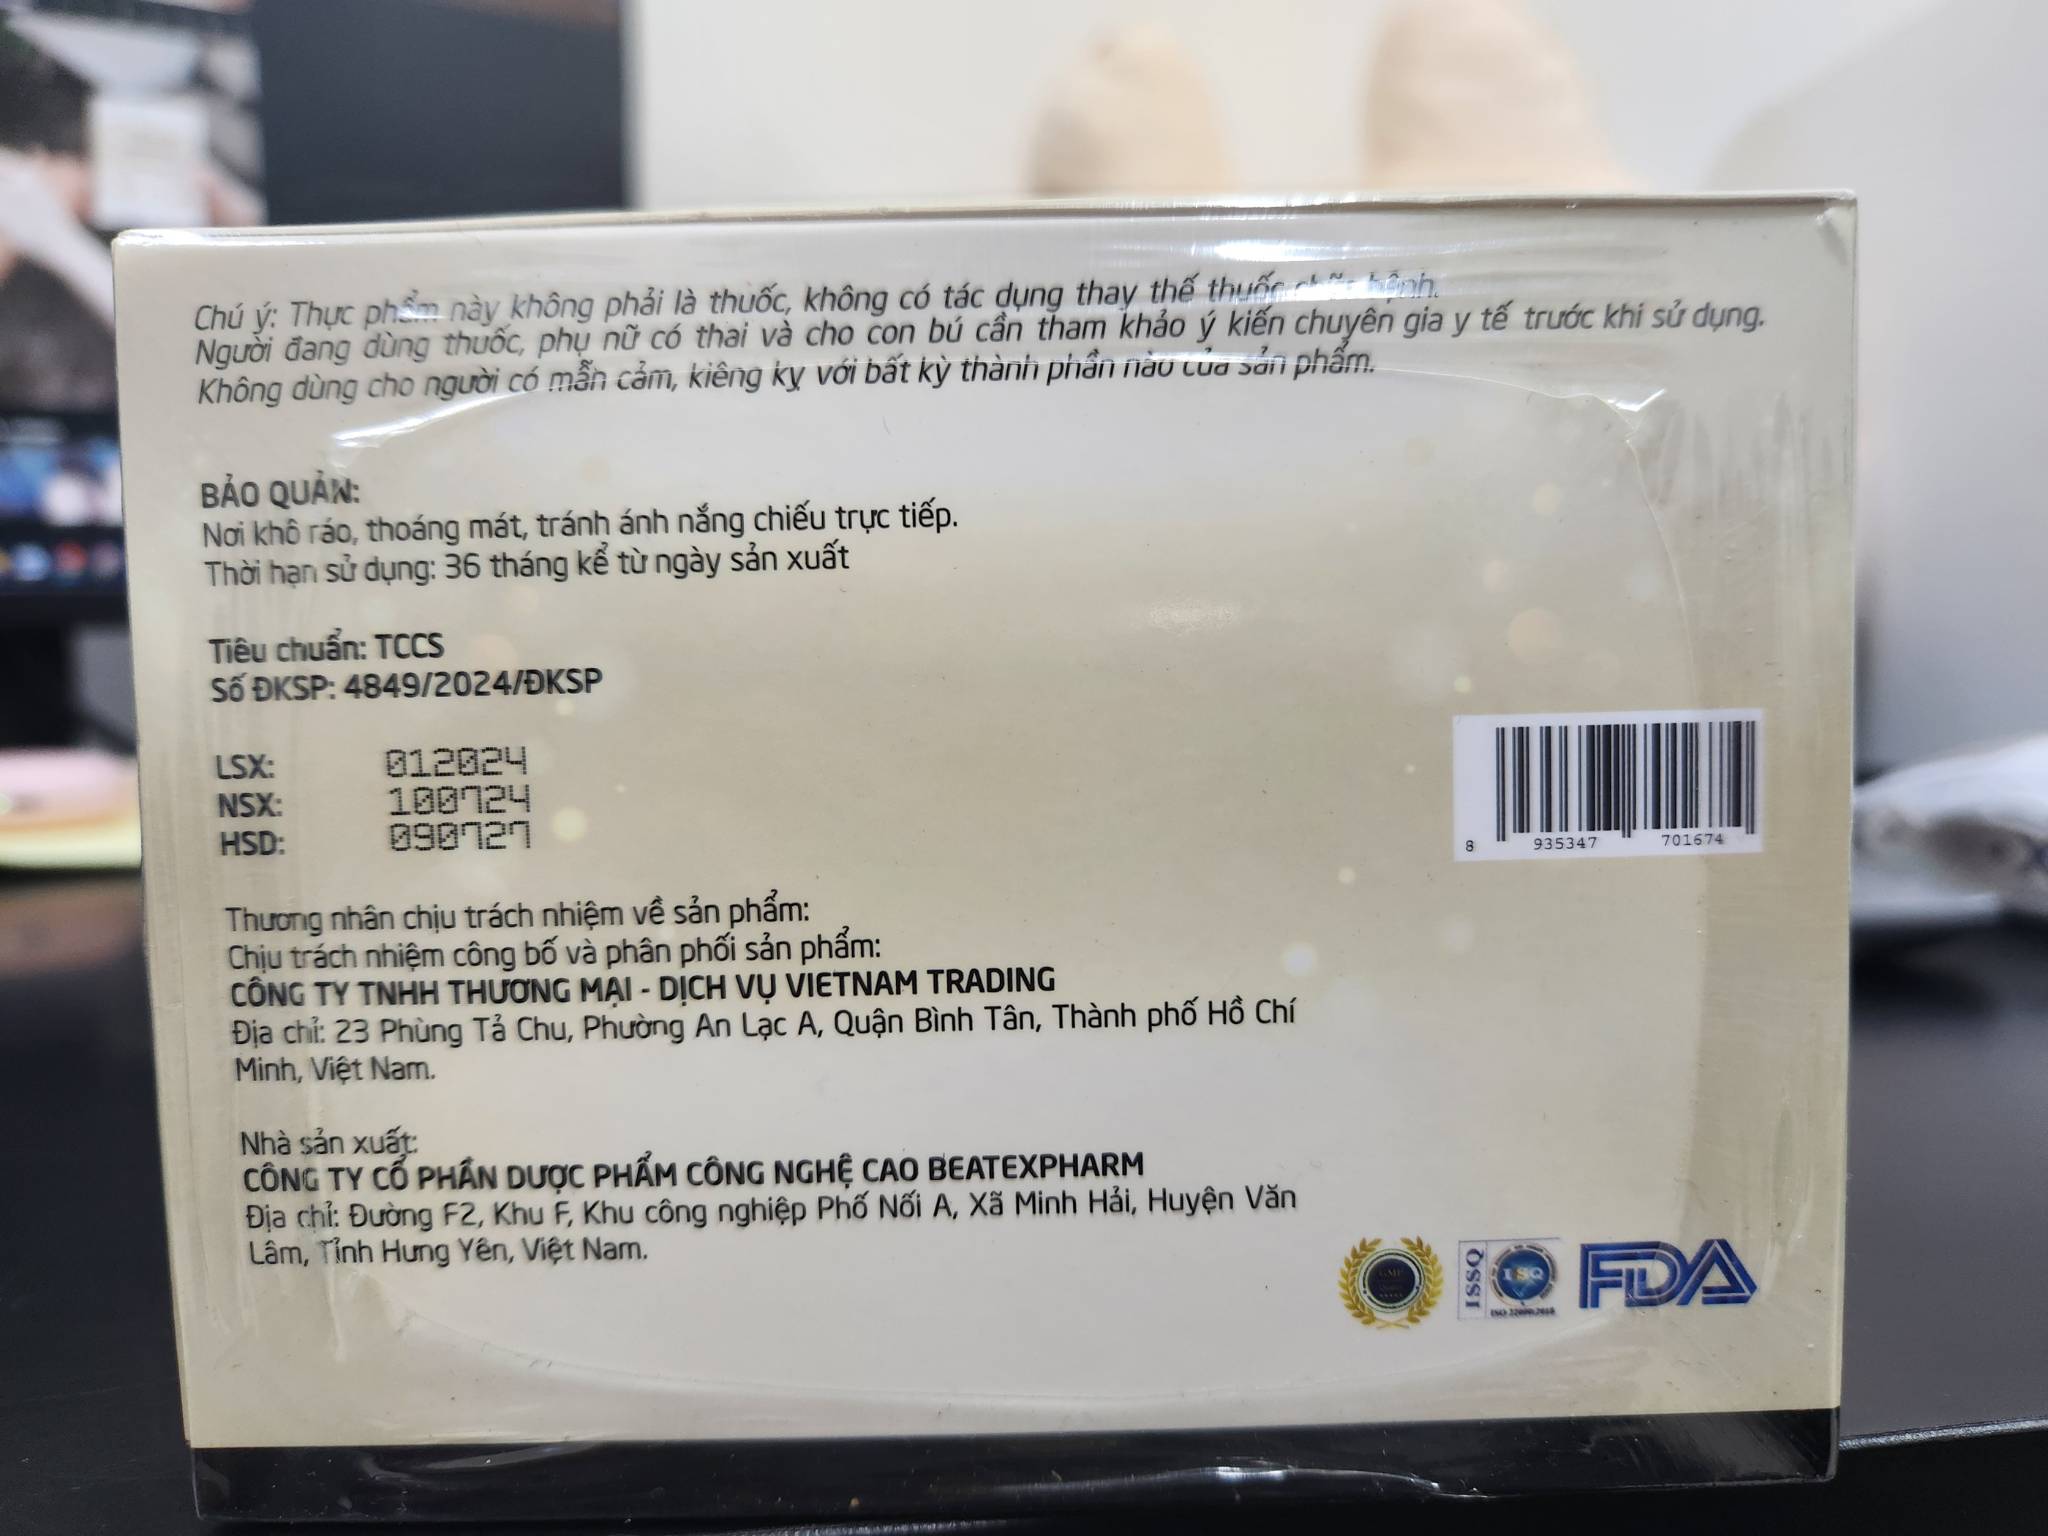 Chú ý: Thực phẩm này không phải là thuốc, không có tác dụng thay thế thuốc chữa bệnh.
Người đang dùng thuốc, phụ nữ có thai và cho con bú cần tham khảo ý kiến chuyên gia y tế trước khi sử dụng.
Không dùng cho người có mẫn cảm, kiêng kỵ với bất kỳ thành phần nào của sản phẩm.
BẢO QUẢN:
Nơi khô ráo, thoáng mát, tránh ánh nắng chiếu trực tiếp.
Thời hạn sử dụng: 36 tháng kể từ ngày sản xuất
Tiêu chuẩn: TCCS
Số ĐKSP: 4849/2024/ĐKSP
LSX: 012024
NSX: 100724
HSD: 090727
8 935347 701674
Thương nhân chịu trách nhiệm về sản phẩm:
Chịu trách nhiệm công bố và phân phối sản phẩm:
CÔNG TY TNHH THƯƠNG MẠI - DỊCH VỤ VIETNAM TRADING
Địa chỉ: 23 Phùng Tá Chu, Phường An Lạc A, Quận Bình Tân, Thành phố Hồ Chí
Minh, Việt Nam.
Nhà sản xuất:
CÔNG TY CỔ PHẦN DƯỢC PHẨM CÔNG NGHỆ CAO BEATEXPHARM
Địa chỉ: Đường F2, Khu F, Khu công nghiệp Phố Nối A, Xã Minh Hải, Huyện Văn
Lâm, Tỉnh Hưng Yên, Việt Nam.
GMP
ISSQ
ISSQ
ISO 22000:2018
FDA